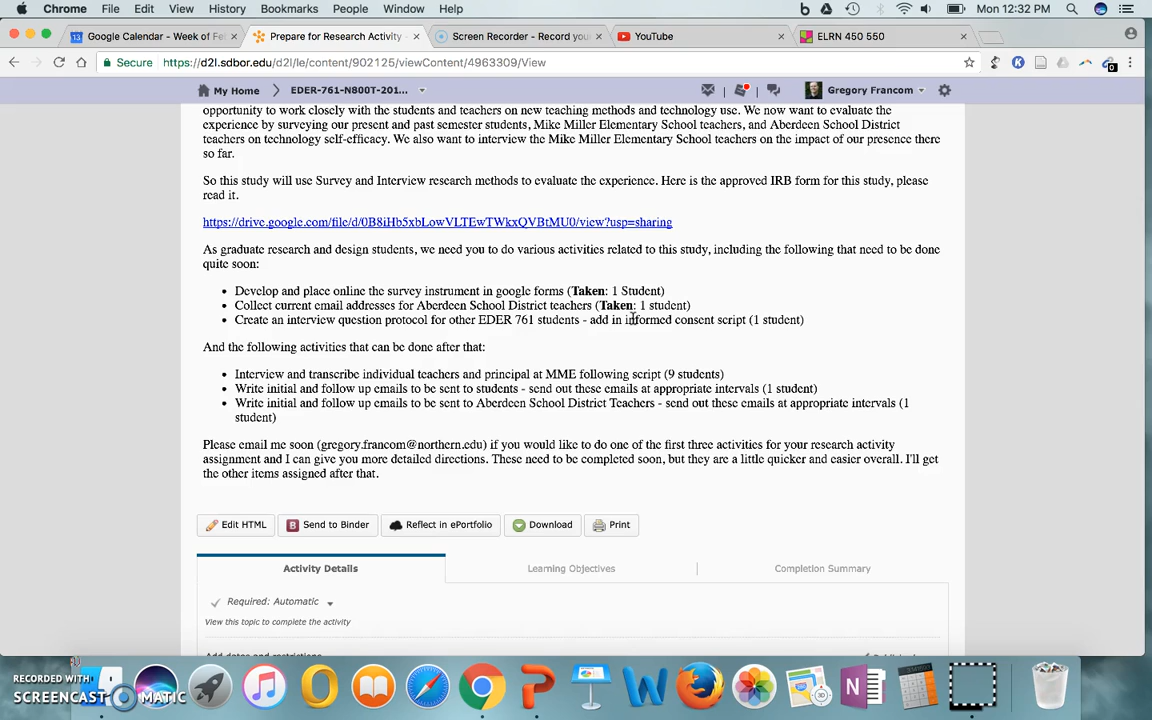 Chrome File Edit View History Bookmarks People Window Help Mon 12:32 PM
Google Calendar - Week of Fe Prepare for Research Activity Screen Recorder - Record your YouTube ELRN 450 550
Secure https://d2l.sdbor.edu/d2l/le/content/902125/viewContent/4963309/View
My Home EDER-761-N800T-201... Gregory Francom
opportunity to work closely with the students and teachers on new teaching methods and technology use. We now want to evaluate the
experience by surveying our present and past semester students, Mike Miller Elementary School teachers, and Aberdeen School District
teachers on technology self-efficacy. We also want to interview the Mike Miller Elementary School teachers on the impact of our presence there
so far.
So this study will use Survey and Interview research methods to evaluate the experience. Here is the approved IRB form for this study, please
read it.
https://drive.google.com/file/d/0B8iHb5xbLowVLTEwTWkxQVBtMU0/view?usp=sharing
As graduate research and design students, we need you to do various activities related to this study, including the following that need to be done
quite soon:
• Develop and place online the survey instrument in google forms (Taken: 1 Student)
• Collect current email addresses for Aberdeen School District teachers (Taken: 1 student)
• Create an interview question protocol for other EDER 761 students - add in informed consent script (1 student)
And the following activities that can be done after that:
• Interview and transcribe individual teachers and principal at MME following script (9 students)
• Write initial and follow up emails to be sent to students - send out these emails at appropriate intervals (1 student)
• Write initial and follow up emails to be sent to Aberdeen School District Teachers - send out these emails at appropriate intervals (1
student)
Please email me soon (gregory.francom@northern.edu) if you would like to do one of the first three activities for your research activity
assignment and I can give you more detailed directions. These need to be completed soon, but they are a little quicker and easier overall. I'll get
the other items assigned after that.
Edit HTML Send to Binder Reflect in ePortfolio Download Print
Activity Details Learning Objectives Completion Summary
Required: Automatic
View this topic to complete the activity
Add dates and restrictions
RECORDED WITH
SCREENCAST MATIC